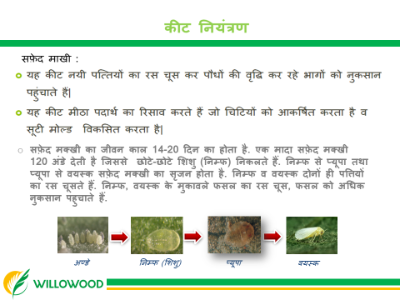 कीट नियंत्रण
सफ़ेद माखी :
यह कीट नयी पत्तियों का रस चूस कर पौधों की वृद्धि कर रहे भागों को नुकसान
पहुंचाते हैं|
यह कीट मीठा पदार्थ का रिसाव करते हैं जो चिटियों को आकर्षित करता है व
सूटी मोल्ड विकसित करता है|
सफ़ेद मक्खी का जीवन काल 14-20 दिन का होता है. एक मादा सफ़ेद मक्खी
120 अंडे देती है जिससे छोटे-छोटे शिशु (निम्फ) निकलते हैं. निम्फ से प्यूपा तथा
प्यूपा से वयस्क सफ़ेद मक्खी का सृजन होता है. निम्फ व वयस्क दोनों ही पत्तियों
का रस चूसते हैं. निम्फ, वयस्क के मुकावले फसल का रस चूस, फसल को अधिक
नुकसान पहुचाते हैं.
अण्डे निम्फ (शिशु) प्यूपा वयस्क
WILLOWOOD